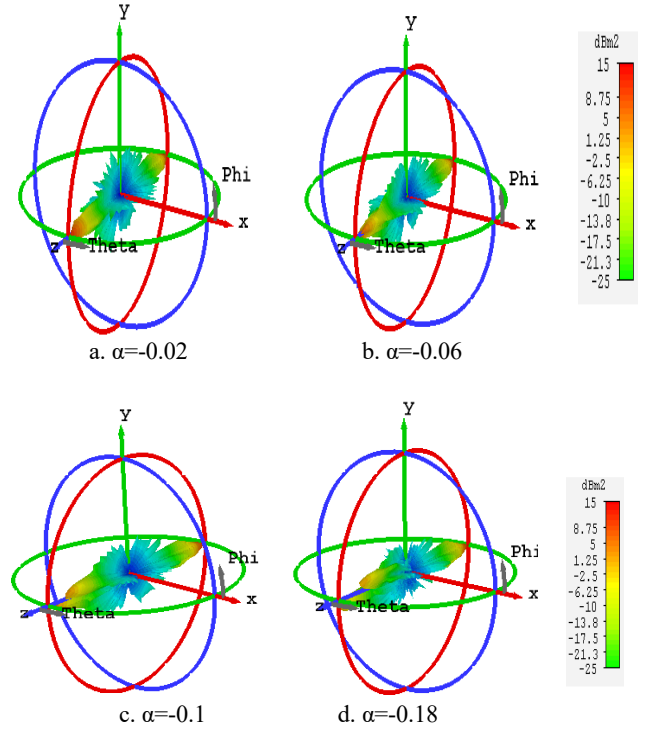 y
Phi
x
z
Theta
a. α=-0.02
y
Phi
x
z
Theta
b. α=-0.06
dBm2
15
8.75
5
1.25
-2.5
-6.25
-10
-13.8
-17.5
-21.3
-25
y
Phi
x
z
Theta
c. α=-0.1
y
Phi
x
z
Theta
d. α=-0.18
dBm2
15
8.75
5
1.25
-2.5
-6.25
-10
-13.8
-17.5
-21.3
-25